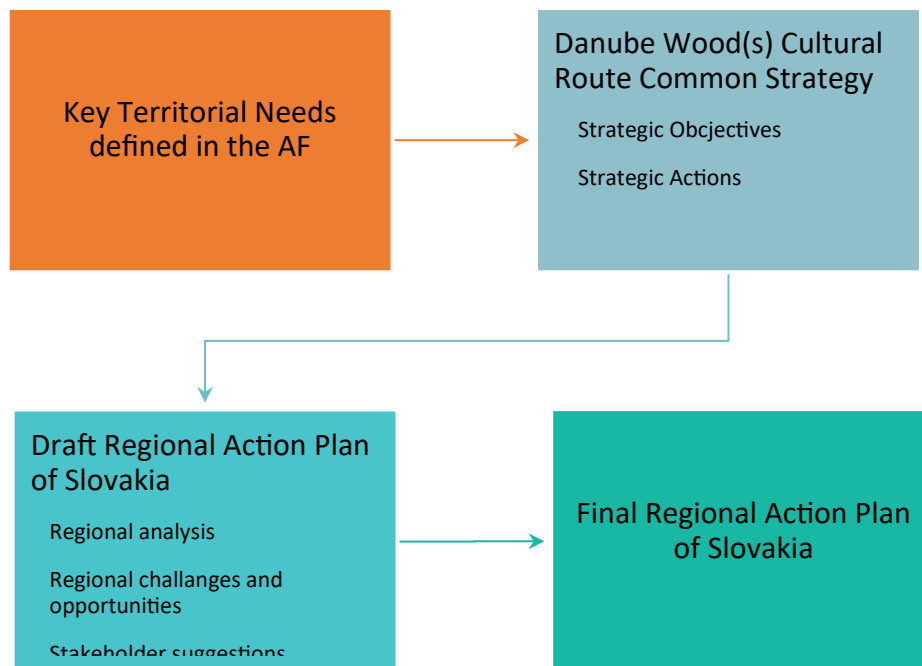 Key Territorial Needs
defined in the AF
Danube Wood(s) Cultural
Route Common Strategy
Strategic Obcjectives
Strategic Actions
Draft Regional Action Plan
of Slovakia
Regional analysis
Regional challanges and
opportunities
Stakeholder suggestions
Final Regional Action Plan
of Slovakia